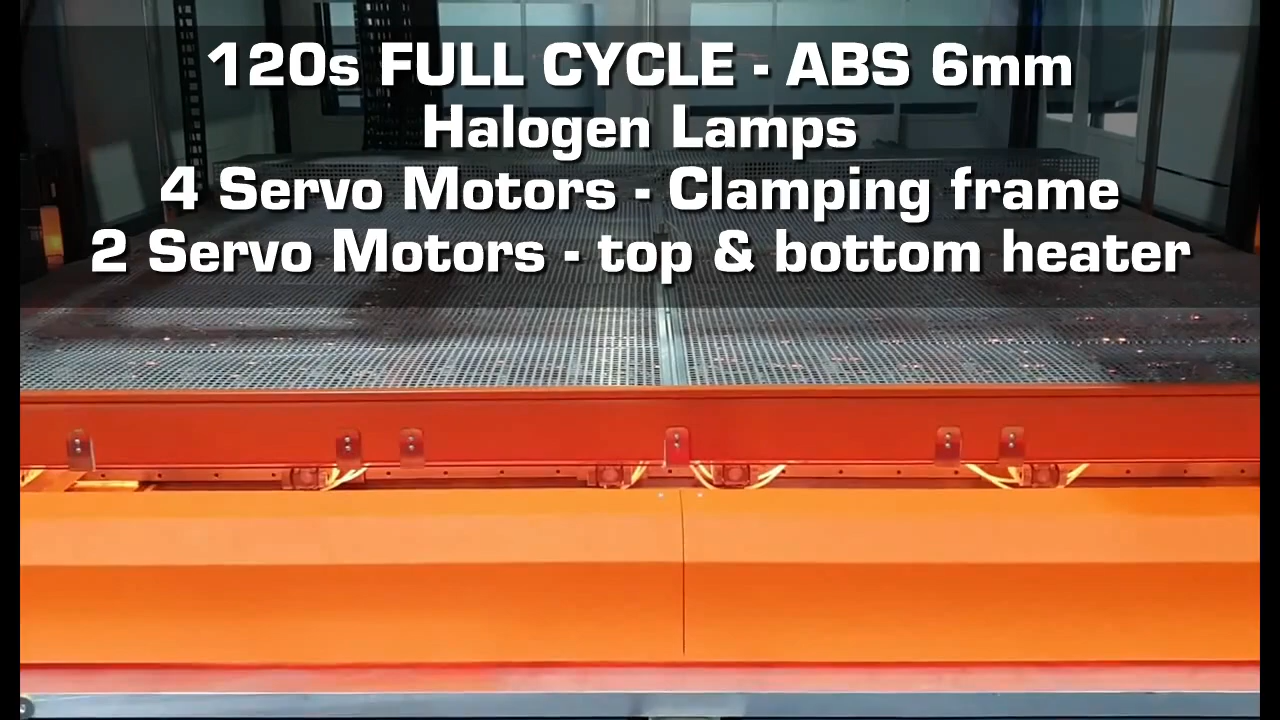 120s FULL CYCLE - ABS 6mm
Halogen Lamps
4 Servo Motors - Clamping frame
2 Servo Motors - top & bottom heater